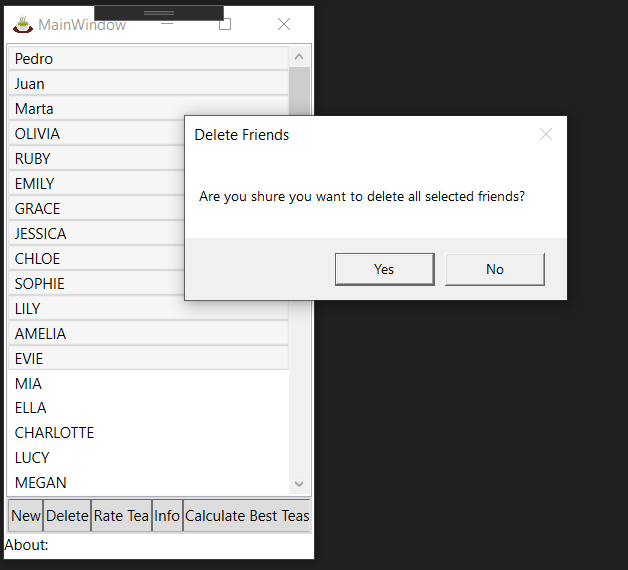 MainWindow
Pedro
Juan
Marta
OLIVIA
RUBY
EMILY
GRACE
JESSICA
CHLOE
SOPHIE
LILY
AMELIA
EVIE
MIA
ELLA
CHARLOTTE
LUCY
MEGAN
New Delete Rate Tea Info Calculate Best Teas
About:
Delete Friends
Are you shure you want to delete all selected friends?
Yes No